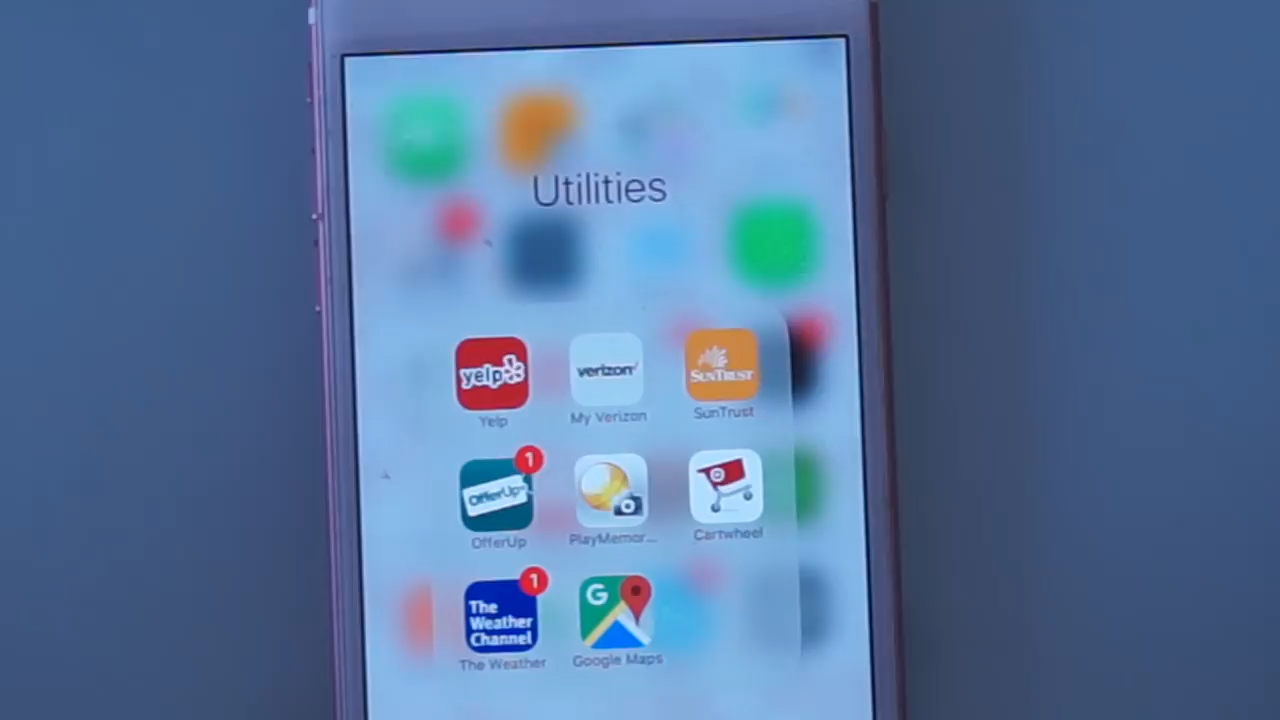 Utilities
yelp
verizon
SUNTRUST
Yelp
My Verizon
SunTrust
1
OfferUp
OfferUp
PlayMemor...
Cartwheel
1
The
Weather
Channel
G
The Weather
Google Maps